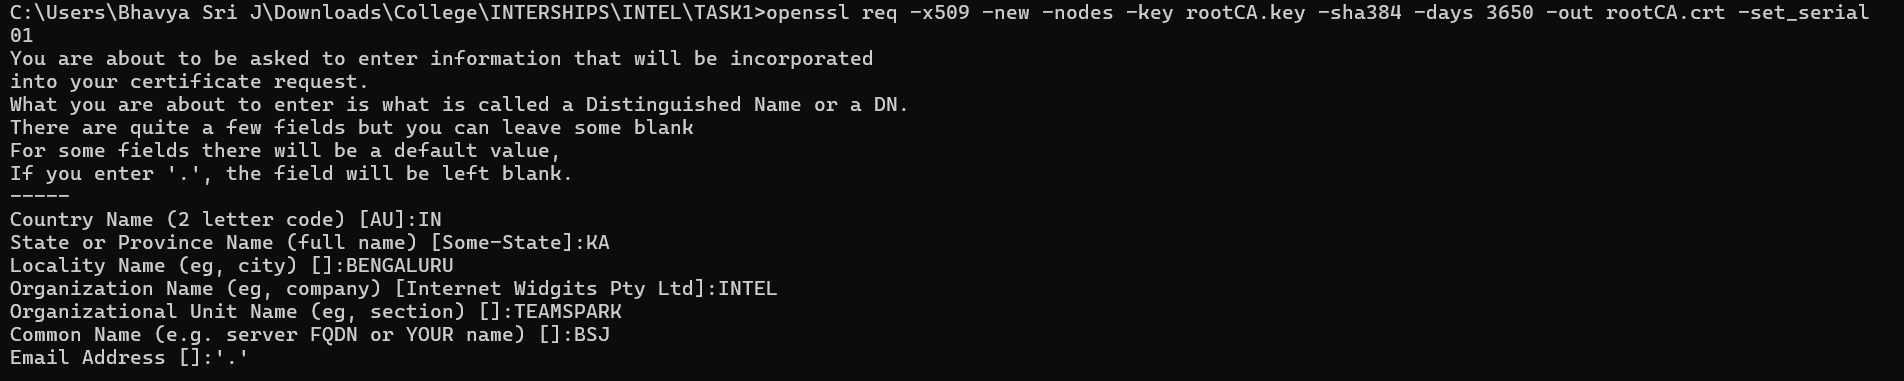 C:\Users\Bhavya Sri J\Downloads\College\INTERSHIPS\INTEL\TASK1>openssl req -x509 -new -nodes -key rootCA.key -sha384 -days 3650 -out rootCA.crt -set_serial
01
You are about to be asked to enter information that will be incorporated
into your certificate request.
What you are about to enter is what is called a Distinguished Name or a DN.
There are quite a few fields but you can leave some blank
For some fields there will be a default value,
If you enter '.', the field will be left blank.
-----
Country Name (2 letter code) [AU]:IN
State or Province Name (full name) [Some-State]:KA
Locality Name (eg, city) []:BENGALURU
Organization Name (eg, company) [Internet Widgits Pty Ltd]:INTEL
Organizational Unit Name (eg, section) []:TEAMSPARK
Common Name (e.g. server FQDN or YOUR name) []:BSJ
Email Address []:'.'